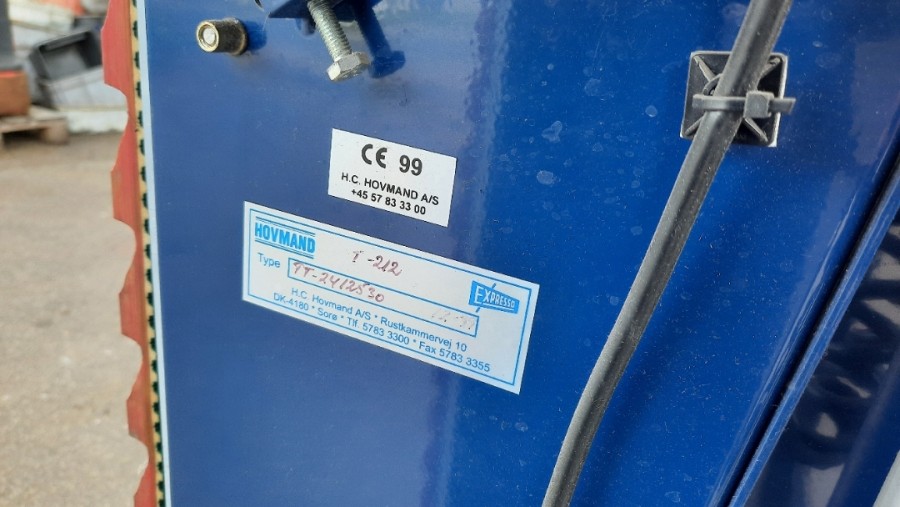 CE 99
H.C. HOVMAND A/S
+45 57 83 33 00
HOVMAND
T-212
Type TT-2412530
EXPRESSO
H.C. Hovmand A/S * Rustkammervej 10
DK-4180 * Sorø * Tlf. 5783 3300 * Fax 5783 3355